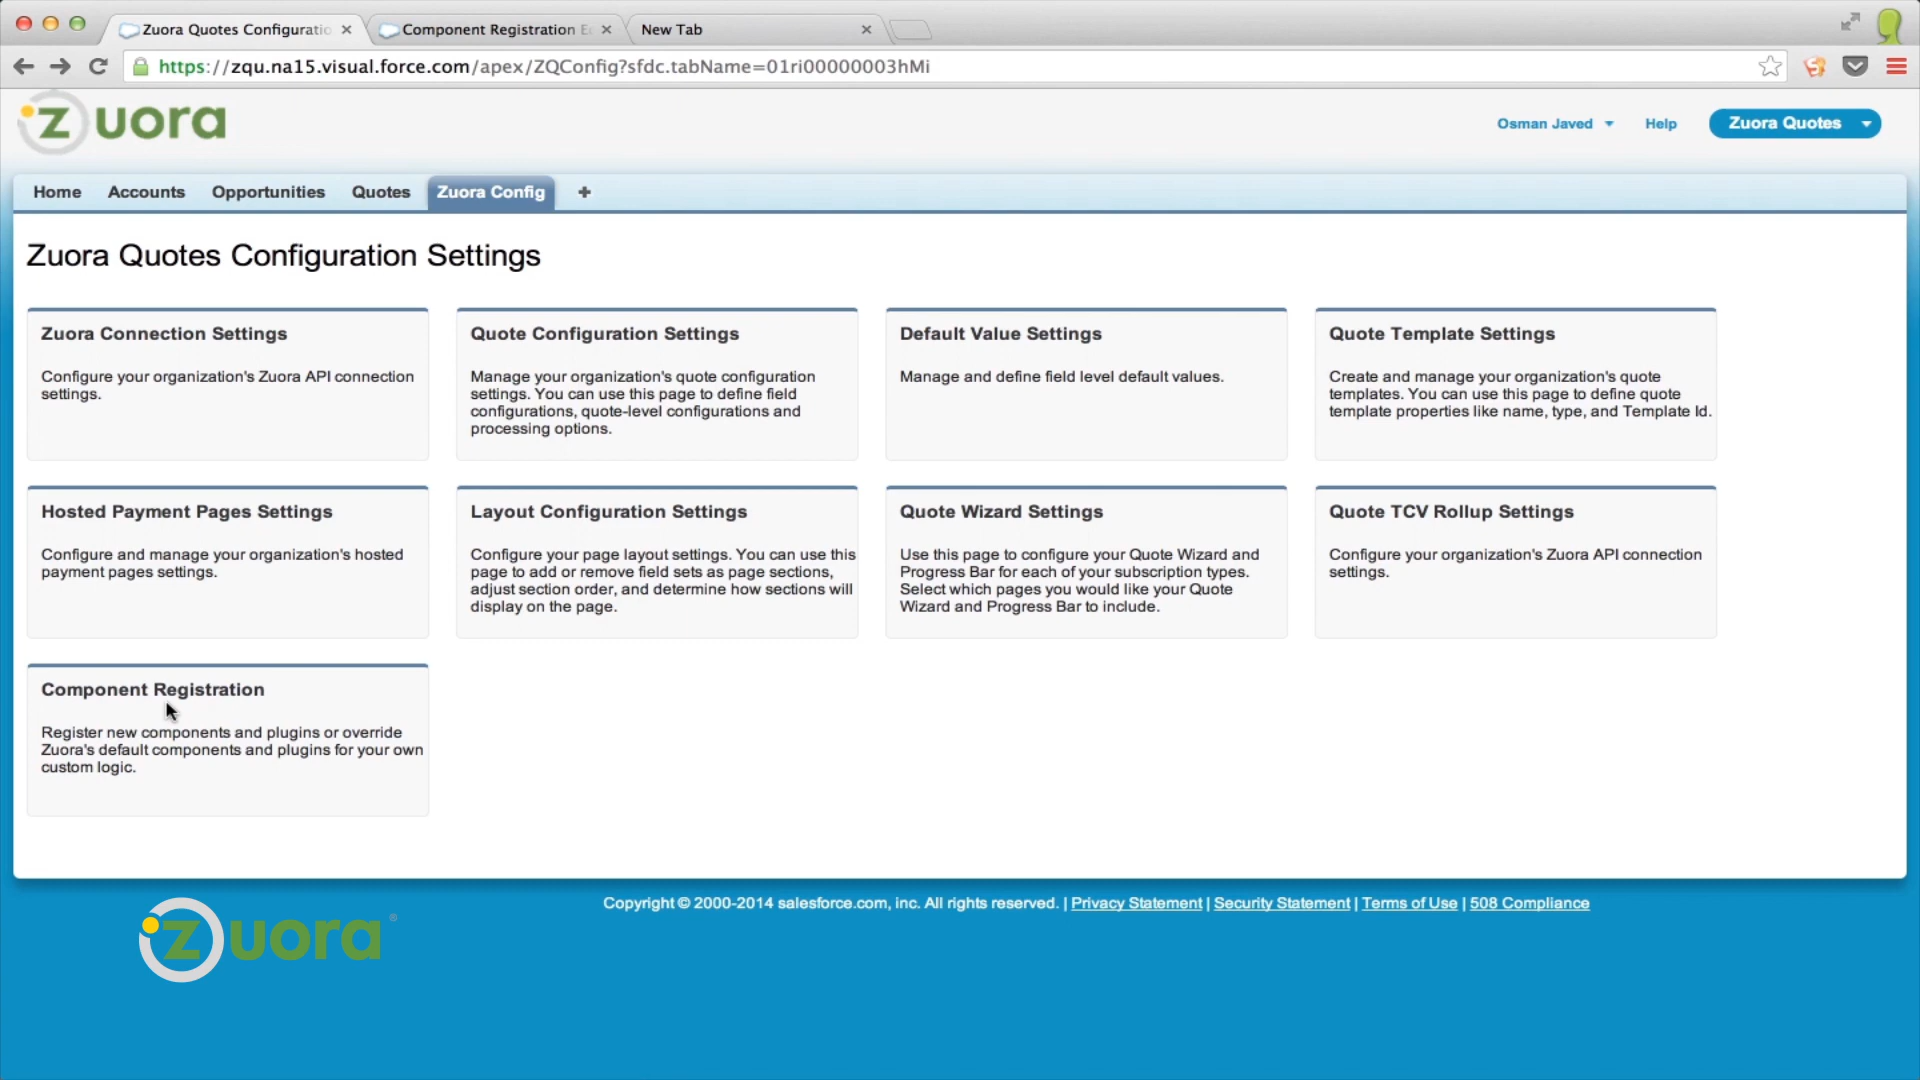 Zuora Quotes Configuratio
Component Registration E
New Tab
https://zqu.na15.visual.force.com/apex/ZQConfig?sfdc.tabName=01ri00000003hMi
zuora
Osman Javed
Help
Zuora Quotes
Home
Accounts
Opportunities
Quotes
Zuora Config
+
Zuora Quotes Configuration Settings
Zuora Connection Settings
Configure your organization's Zuora API connection
settings.
Quote Configuration Settings
Manage your organization's quote configuration
settings. You can use this page to define field
configurations, quote-level configurations and
processing options.
Default Value Settings
Manage and define field level default values.
Quote Template Settings
Create and manage your organization's quote
templates. You can use this page to define quote
template properties like name, type, and Template Id.
Hosted Payment Pages Settings
Configure and manage your organization's hosted
payment pages settings.
Layout Configuration Settings
Configure your page layout settings. You can use this
page to add or remove field sets as page sections,
adjust section order, and determine how sections will
display on the page.
Quote Wizard Settings
Use this page to configure your Quote Wizard and
Progress Bar for each of your subscription types.
Select which pages you would like your Quote
Wizard and Progress Bar to include.
Quote TCV Rollup Settings
Configure your organization's Zuora API connection
settings.
Component Registration
Register new components and plugins or override
Zuora's default components and plugins for your own
custom logic.
Copyright © 2000-2014 salesforce.com, inc. All rights reserved. | Privacy Statement | Security Statement | Terms of Use | 508 Compliance
zuora®